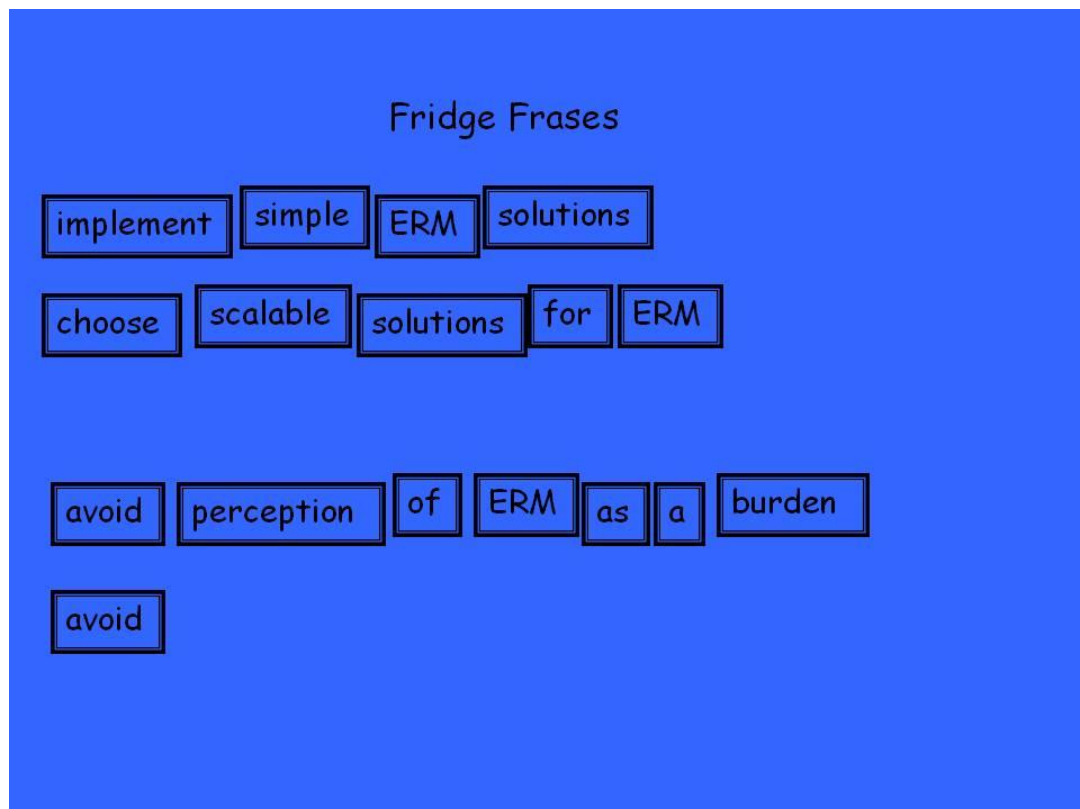 Fridge Frases
implement simple ERM solutions
choose scalable solutions for ERM
avoid perception of ERM as a burden
avoid